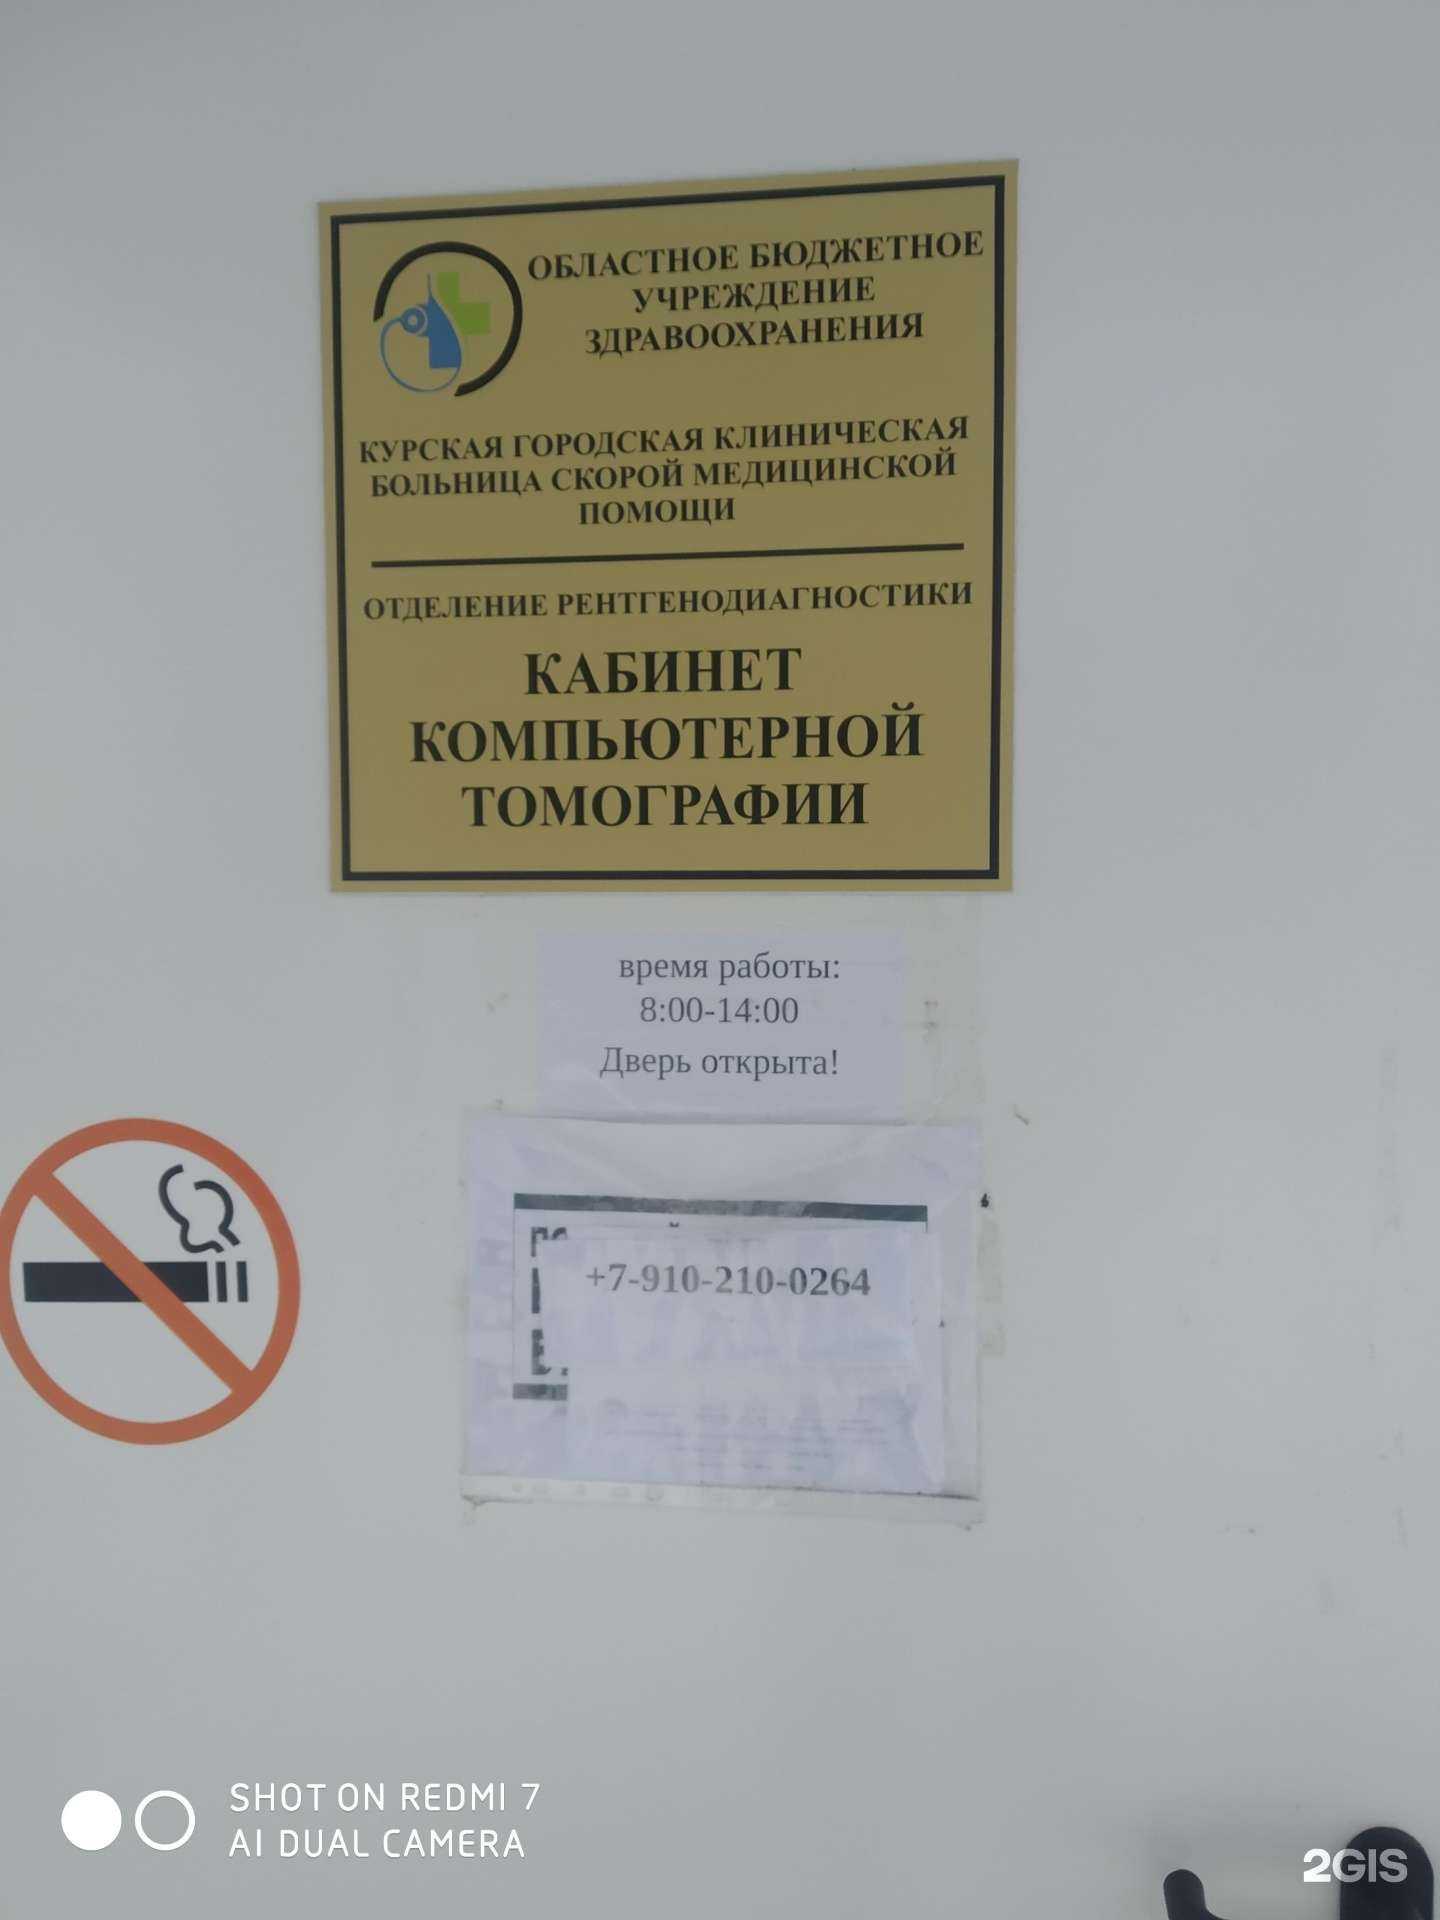 ОБЛАСТНОЕ БЮДЖЕТНОЕ
УЧРЕЖДЕНИЕ
ЗДРАВООХРАНЕНИЯ
КУРСКАЯ ГОРОДСКАЯ КЛИНИЧЕСКАЯ
БОЛЬНИЦА СКОРОЙ МЕДИЦИНСКОЙ
ПОМОЩИ
ОТДЕЛЕНИЕ РЕНТГЕНОДИАГНОСТИКИ
КАБИНЕТ
КОМПЬЮТЕРНОЙ
ТОМОГРАФИИ
время работы:
8:00-14:00
Дверь открыта!
+7-910-210-0264
SHOT ON REDMI 7
AI DUAL CAMERA
2GIS